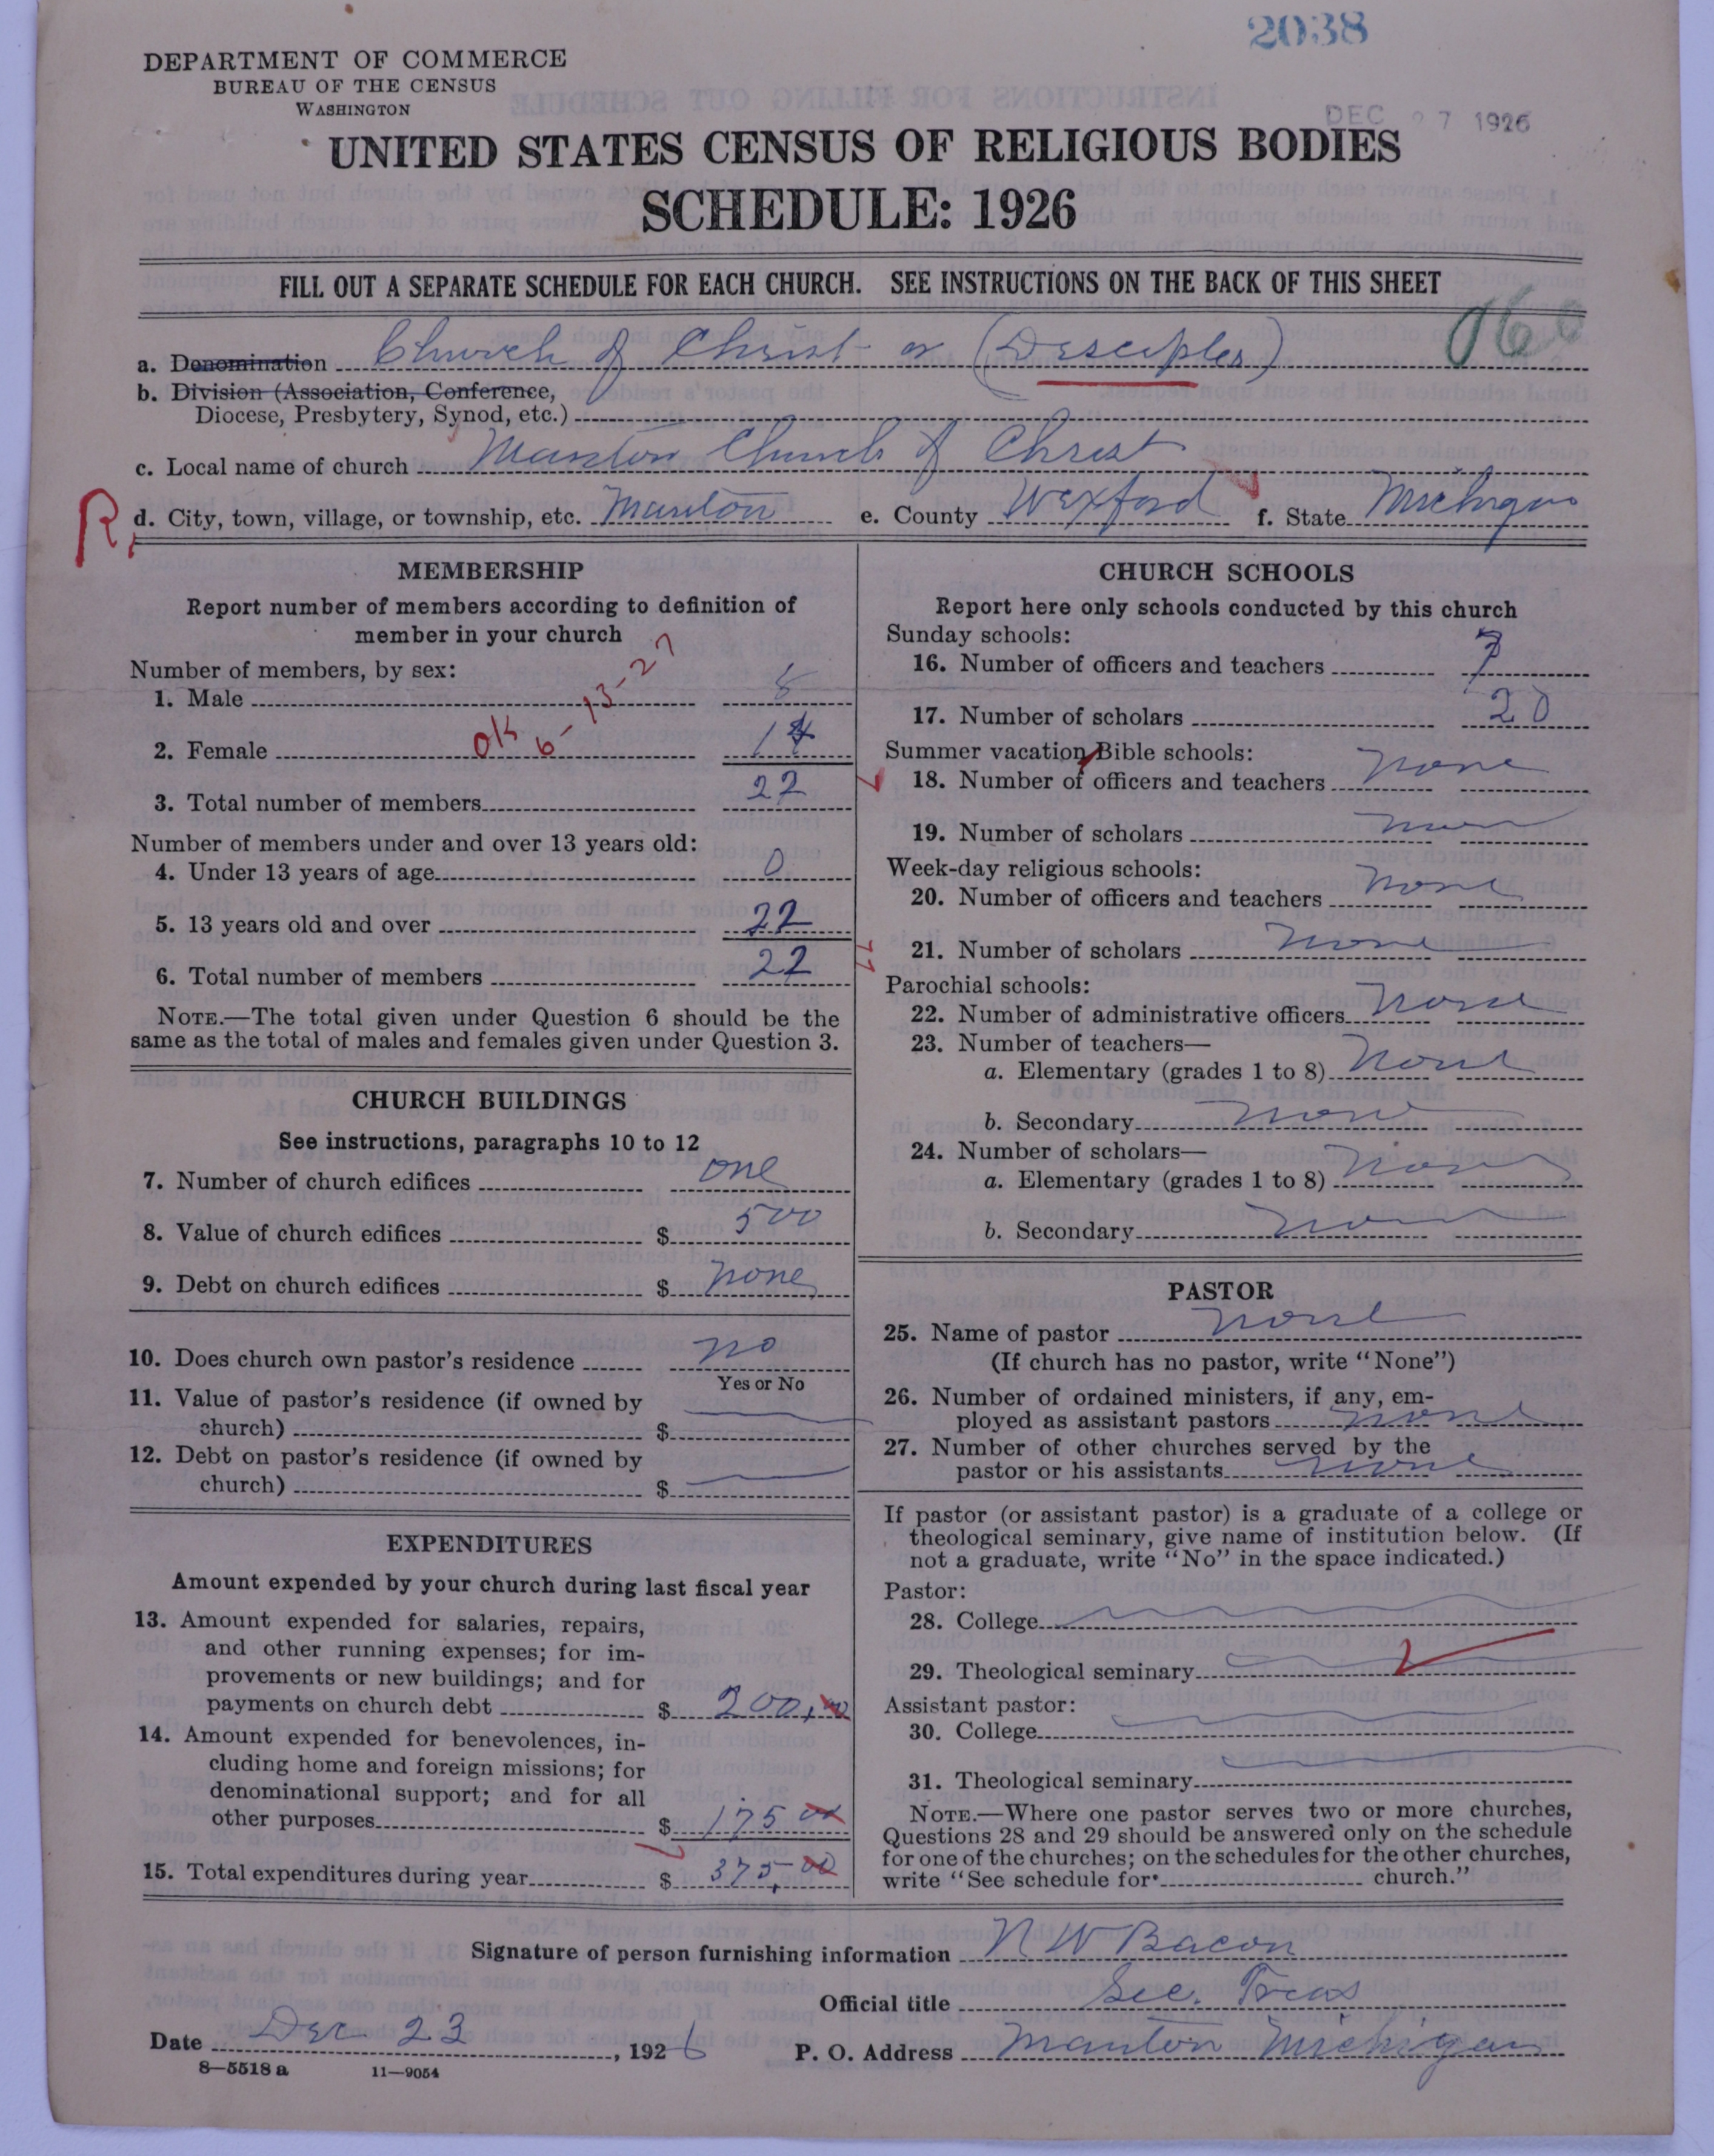 2038
DEPARTMENT OF COMMERCE
BUREAU OF THE CENSUS
WASHINGTON
DEC 27 1926
UNITED STATES CENSUS OF RELIGIOUS BODIES
SCHEDULE: 1926
FILL OUT A SEPARATE SCHEDULE FOR EACH CHURCH. SEE INSTRUCTIONS ON THE BACK OF THIS SHEET
a. Denomination Church of Christ or (Desciples)
b. Division (Association, Conference,
Diocese, Presbytery, Synod, etc.)
c. Local name of church Manton Church of Christ
R, d. City, town, village, or township, etc. Manton e. County Wexford f. State Michigan
MEMBERSHIP
Report number of members according to definition of
member in your church
Number of members, by sex:
1. Male 8
OK 6-13-27
2. Female 14
3. Total number of members 22
Number of members under and over 13 years old:
4. Under 13 years of age 0
5. 13 years old and over 22
6. Total number of members 22
NOTE.—The total given under Question 6 should be the
same as the total of males and females given under Question 3.
CHURCH BUILDINGS
See instructions, paragraphs 10 to 12
7. Number of church edifices one
8. Value of church edifices $ 500
9. Debt on church edifices $ none
10. Does church own pastor's residence no
Yes or No
11. Value of pastor's residence (if owned by
church) $
12. Debt on pastor's residence (if owned by
church) $
EXPENDITURES
Amount expended by your church during last fiscal year
13. Amount expended for salaries, repairs,
and other running expenses; for im-
provements or new buildings; and for
payments on church debt $ 200,00
14. Amount expended for benevolences, in-
cluding home and foreign missions; for
denominational support; and for all
other purposes $ 175 00
15. Total expenditures during year $ 375,00
CHURCH SCHOOLS
Report here only schools conducted by this church
Sunday schools:
16. Number of officers and teachers 7
17. Number of scholars 20
Summer vacation Bible schools:
18. Number of officers and teachers none
19. Number of scholars none
Week-day religious schools:
20. Number of officers and teachers none
21. Number of scholars none
Parochial schools:
22. Number of administrative officers none
23. Number of teachers—
a. Elementary (grades 1 to 8) none
b. Secondary none
24. Number of scholars—
a. Elementary (grades 1 to 8) none
b. Secondary none
PASTOR
25. Name of pastor none
(If church has no pastor, write "None")
26. Number of ordained ministers, if any, em-
ployed as assistant pastors none
27. Number of other churches served by the
pastor or his assistants none
If pastor (or assistant pastor) is a graduate of a college or
theological seminary, give name of institution below. (If
not a graduate, write "No" in the space indicated.)
Pastor:
28. College
29. Theological seminary
Assistant pastor:
30. College
31. Theological seminary
NOTE.—Where one pastor serves two or more churches,
Questions 28 and 29 should be answered only on the schedule
for one of the churches; on the schedules for the other churches,
write "See schedule for church."
Signature of person furnishing information N W Bacon
Official title Sec. Treas
Date Dec 23, 1926 P. O. Address Manton Michigan
8—5518 a 11—9054